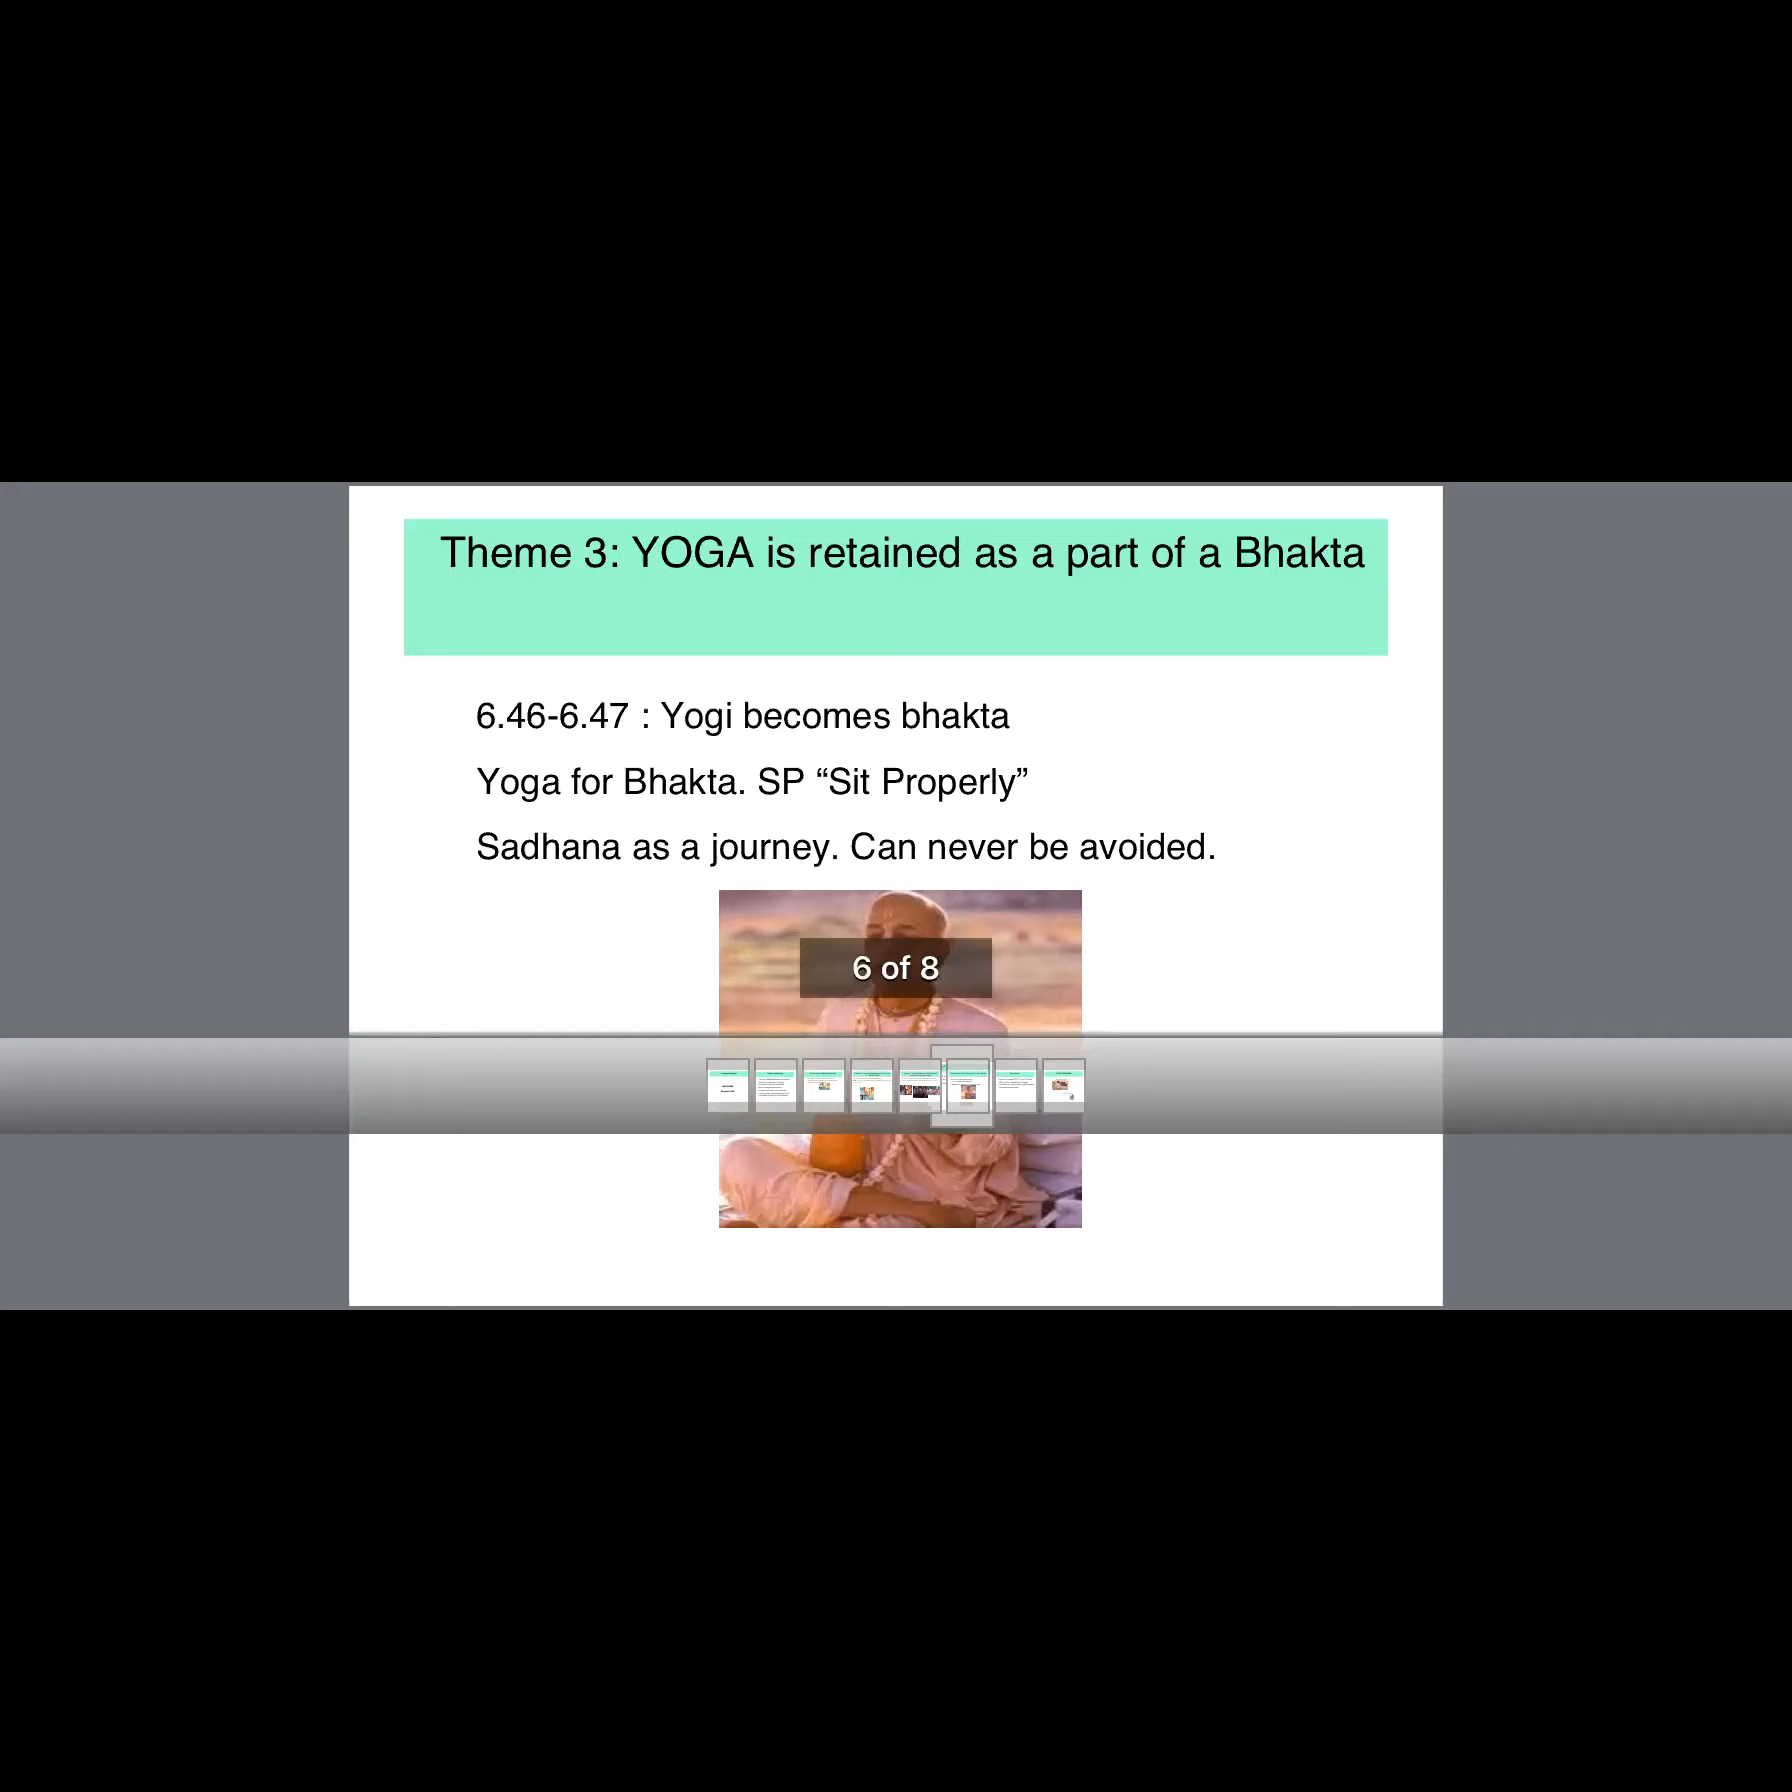 Theme 3: YOGA is retained as a part of a Bhakta
6.46-6.47 : Yogi becomes bhakta
Yoga for Bhakta. SP “Sit Properly”
Sadhana as a journey. Can never be avoided.
6 of 8